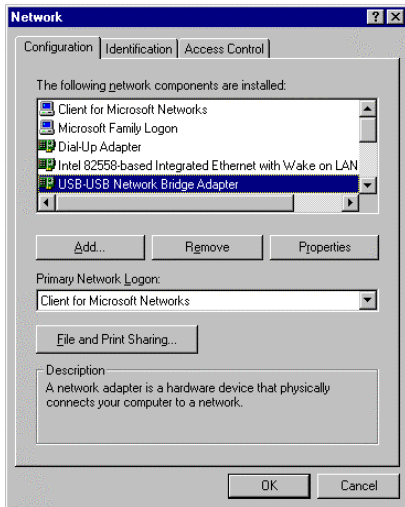 Network
Configuration Identification Access Control
The following network components are installed:
Client for Microsoft Networks
Microsoft Family Logon
Dial-Up Adapter
Intel 82558-based Integrated Ethernet with Wake on LAN
USB-USB Network Bridge Adapter
Add... Remove Properties
Primary Network Logon:
Client for Microsoft Networks
File and Print Sharing...
Description
A network adapter is a hardware device that physically
connects your computer to a network.
OK Cancel